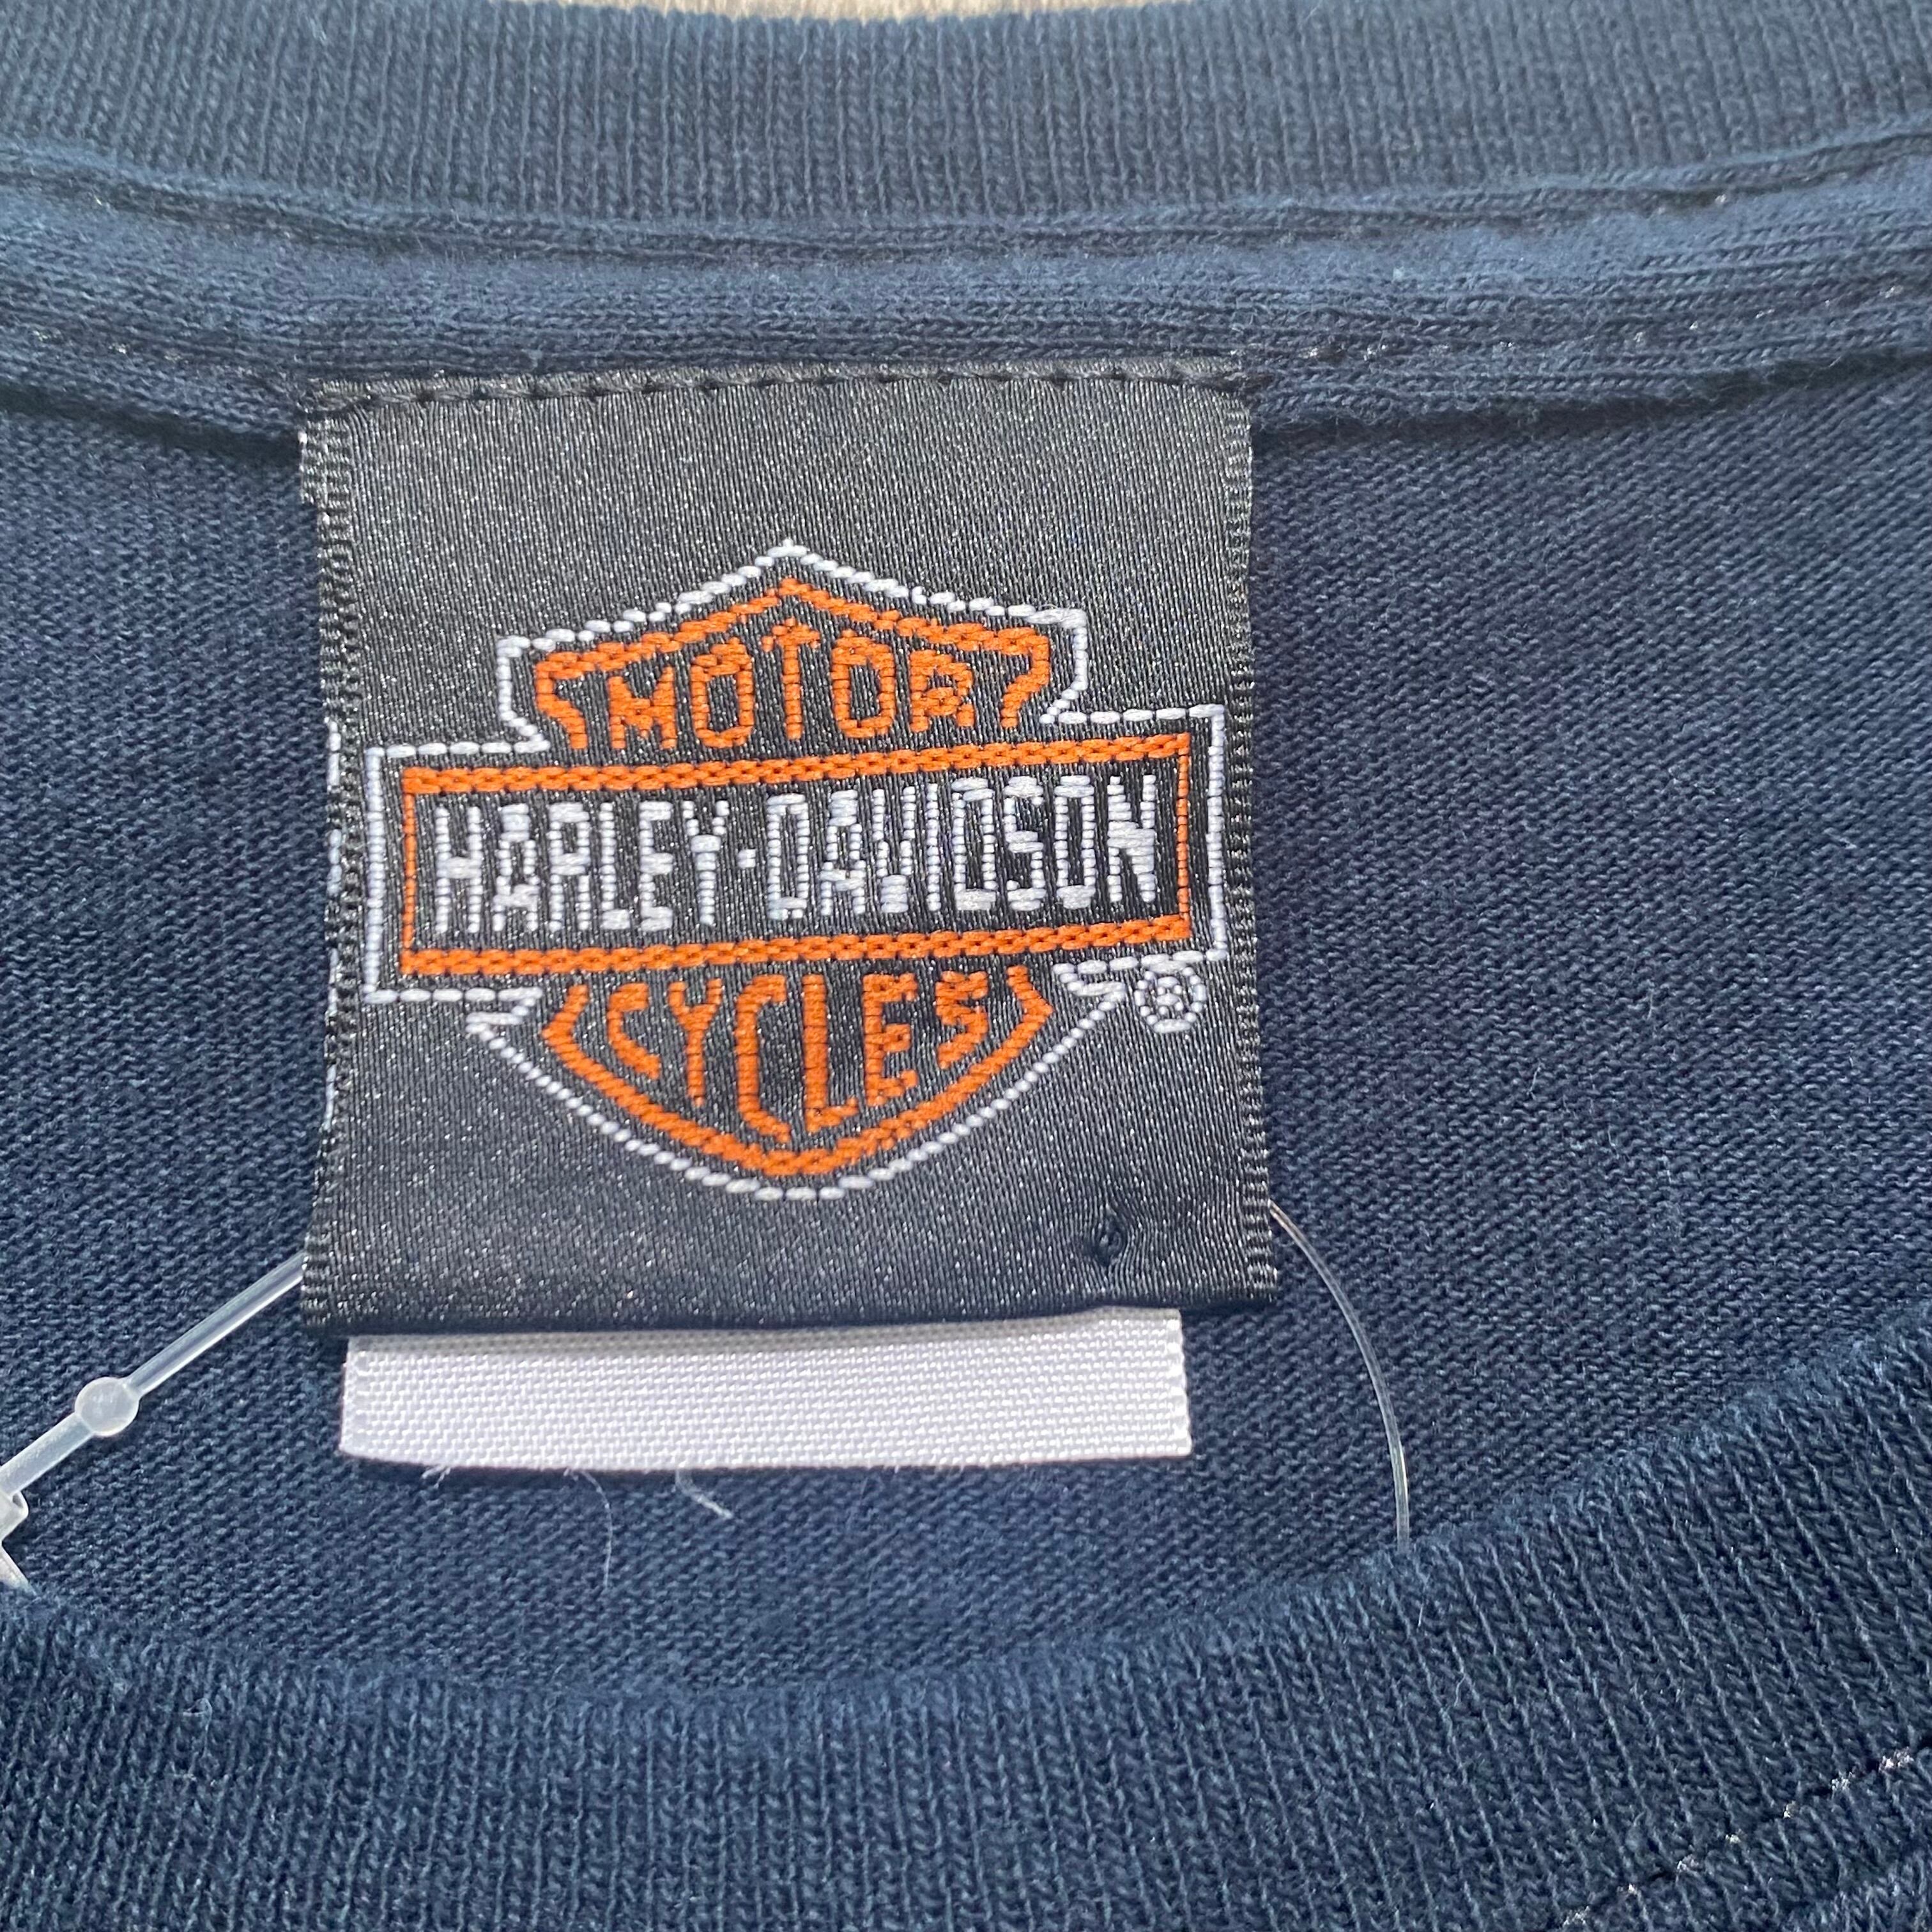 MOTOR
HARLEY-DAVIDSON
CYCLES
®